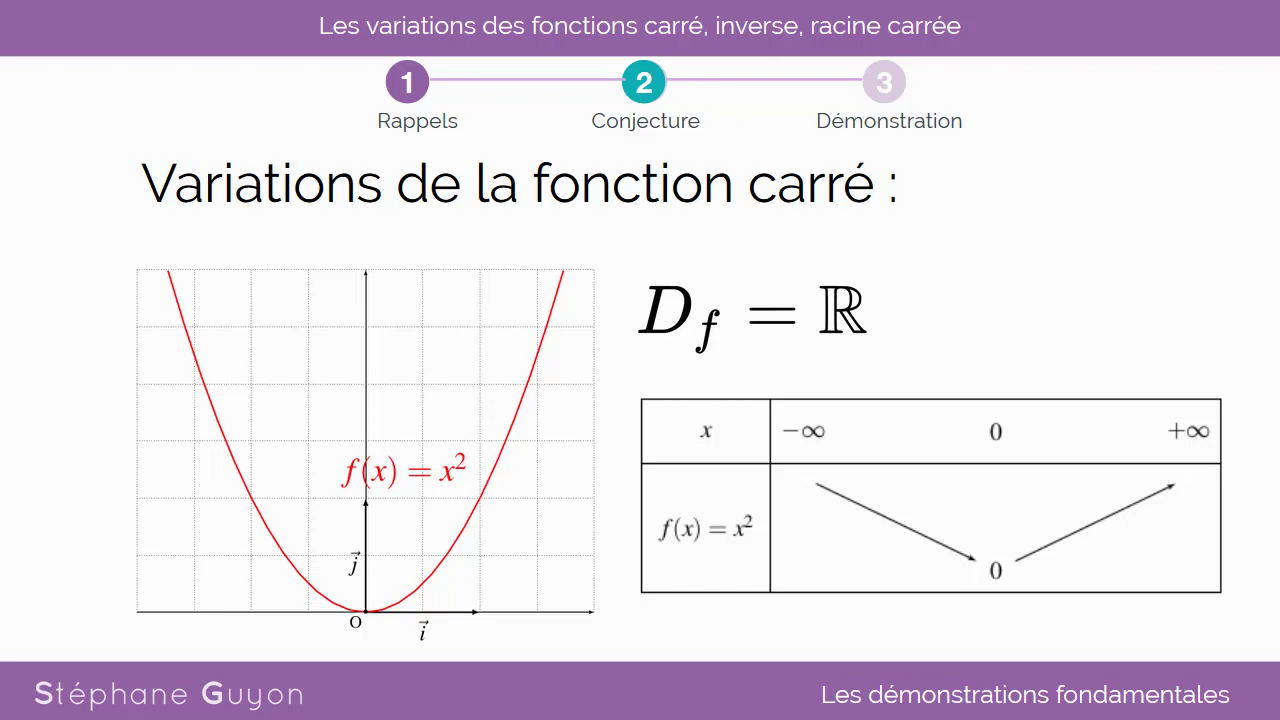 Les variations des fonctions carré, inverse, racine carrée
1 2 3
Rappels Conjecture Démonstration
Variations de la fonction carré :
D_f = ℝ
x −∞ 0 +∞
f(x) = x²
f(x) = x²
0
j⃗
O
i⃗
Stéphane Guyon
Les démonstrations fondamentales